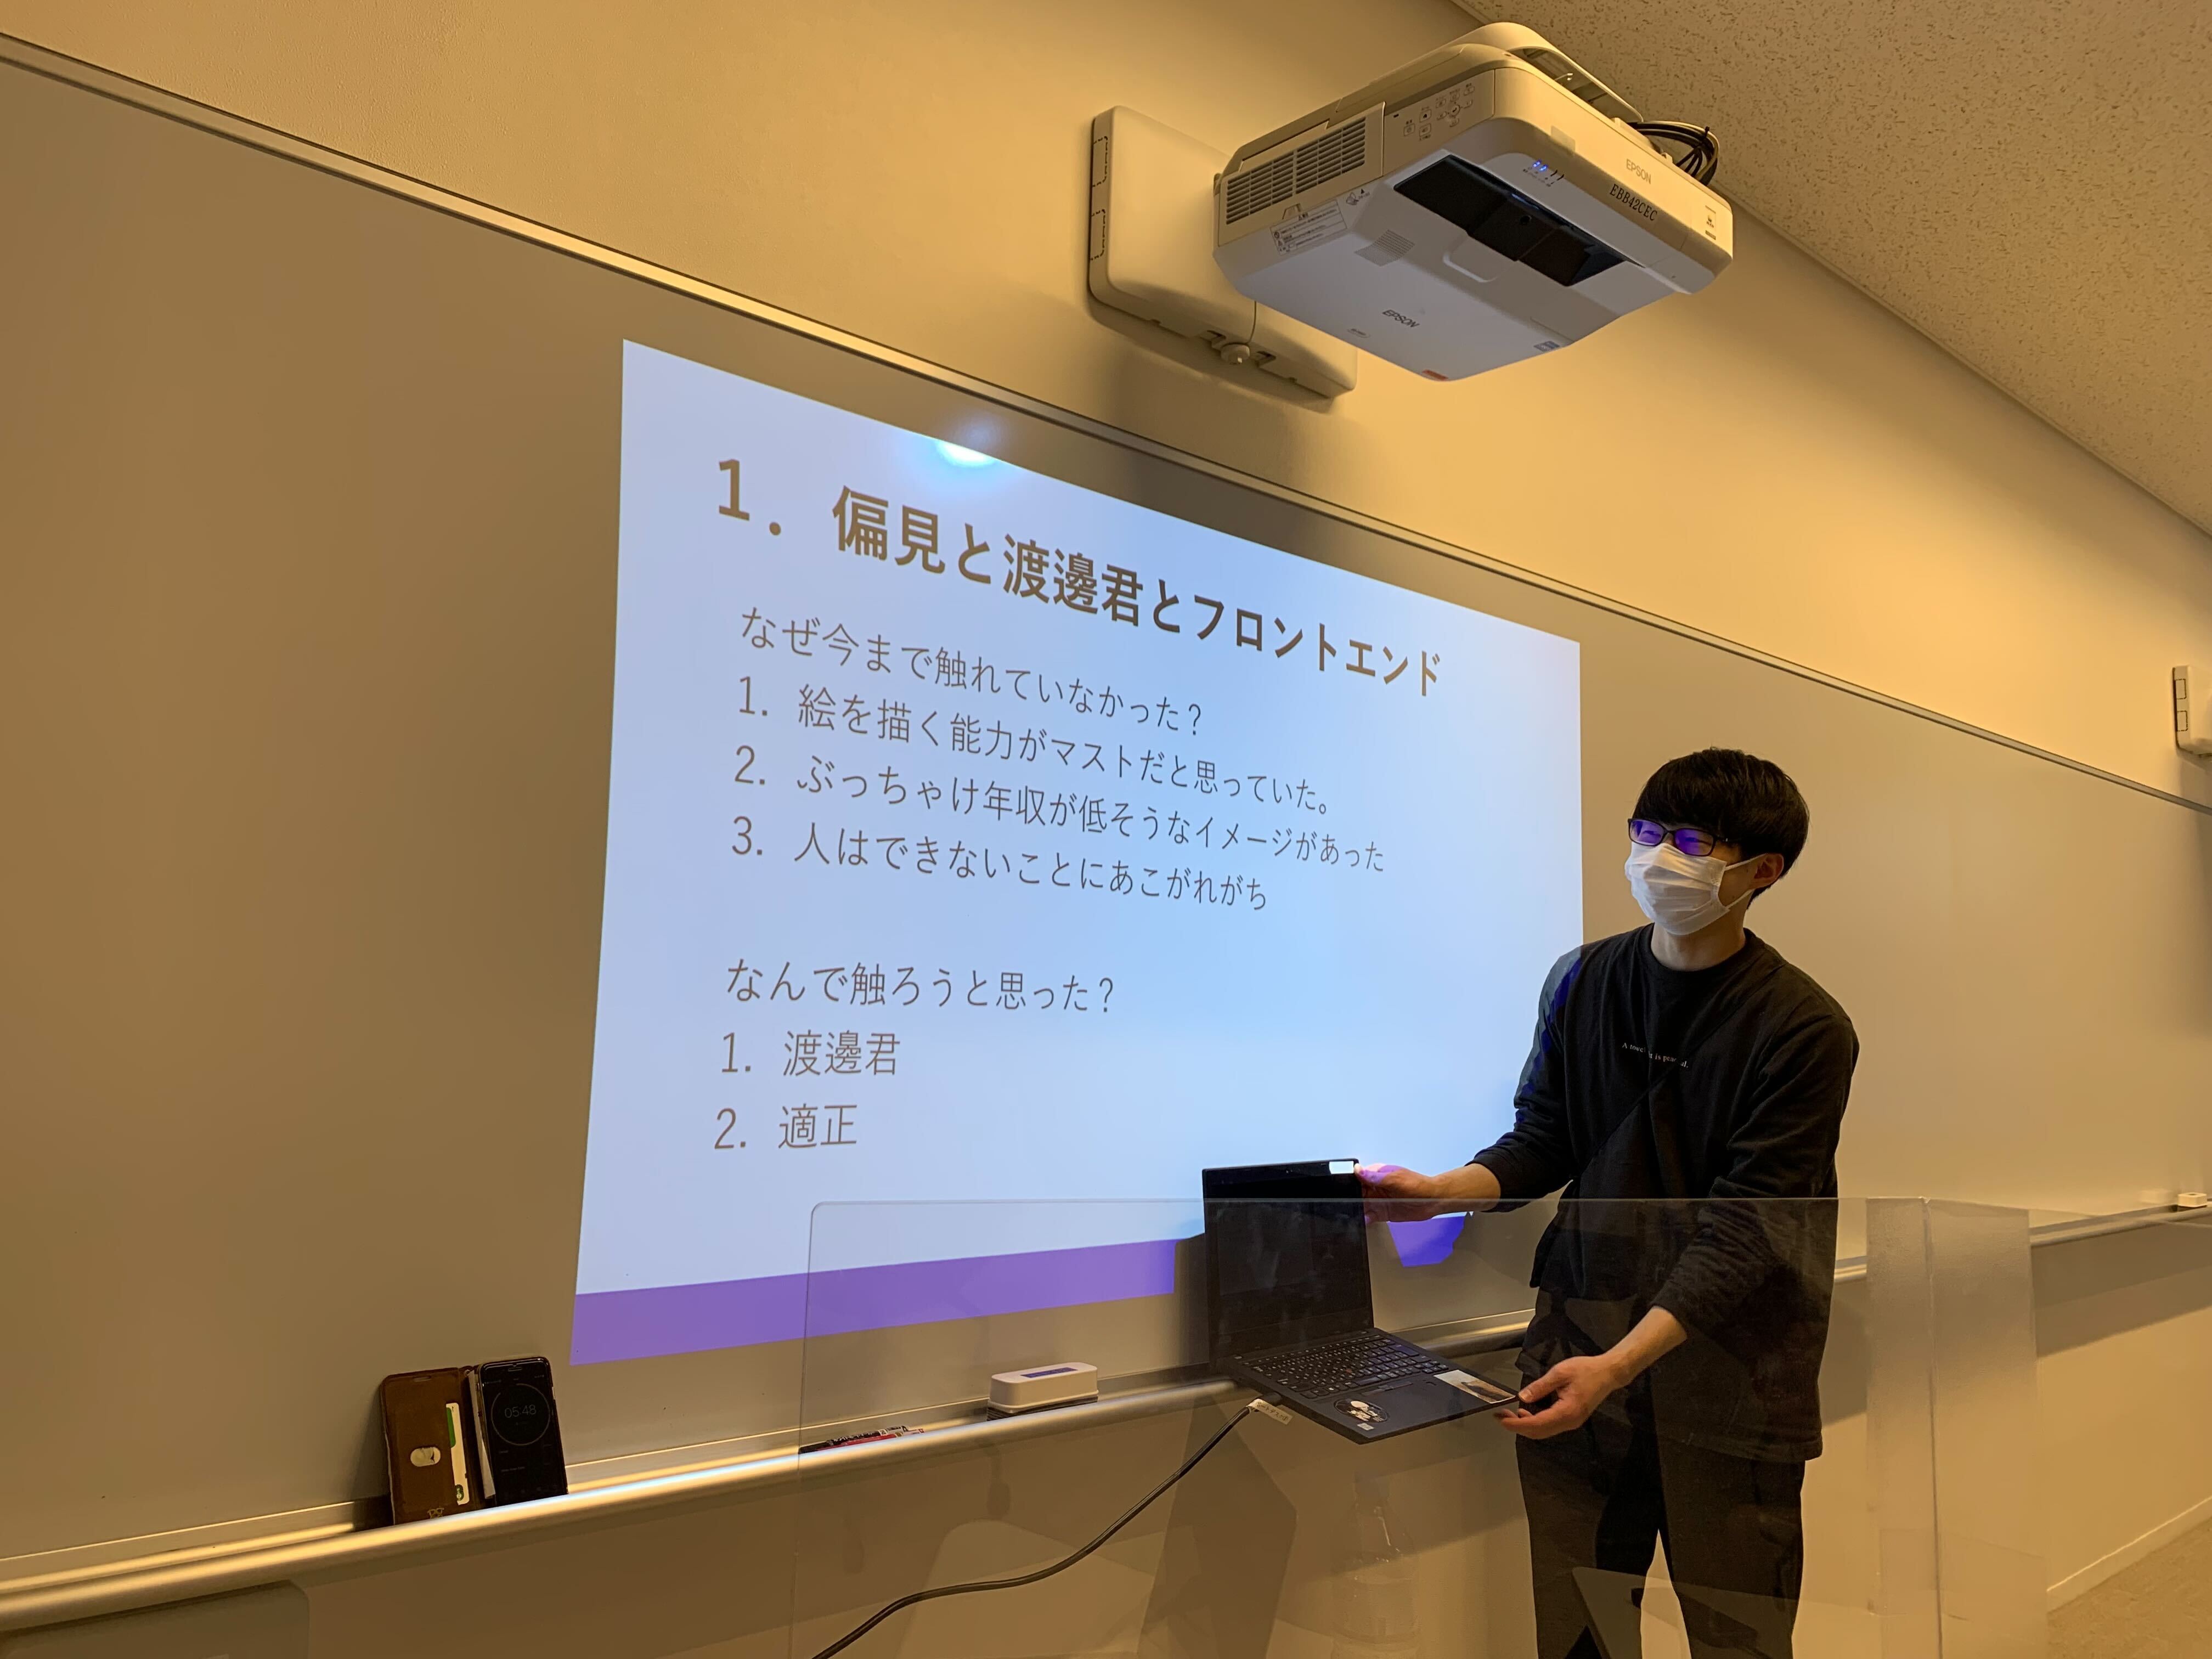 EPSON
EBB42CEC
EPSON
1. 偏見と渡邊君とフロントエンド
なぜ今まで触れていなかった?
1. 絵を描く能力がマストだと思っていた。
2. ぶっちゃけ年収が低そうなイメージがあった
3. 人はできないことにあこがれがち
なんで触ろうと思った?
1. 渡邊君
2. 適正
05:48